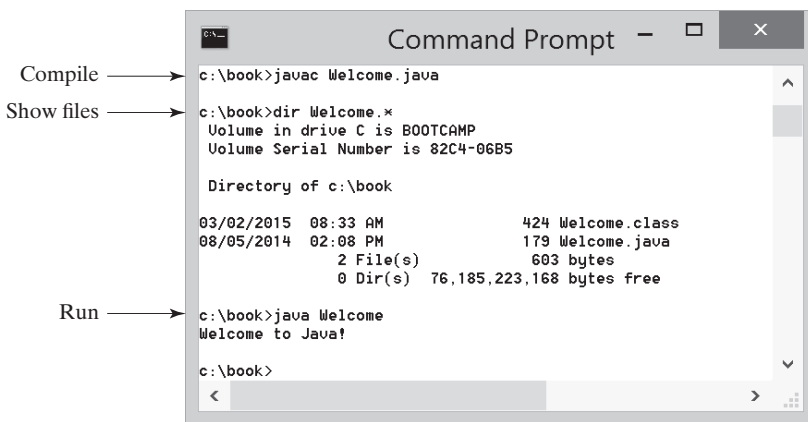 C:\
Command Prompt
Compile
c:\book>javac Welcome.java
Show files
c:\book>dir Welcome.*
Volume in drive C is BOOTCAMP
Volume Serial Number is 82C4-06B5
Directory of c:\book
03/02/2015 08:33 AM 424 Welcome.class
08/05/2014 02:08 PM 179 Welcome.java
2 File(s) 603 bytes
0 Dir(s) 76,185,223,168 bytes free
Run
c:\book>java Welcome
Welcome to Java!
c:\book>